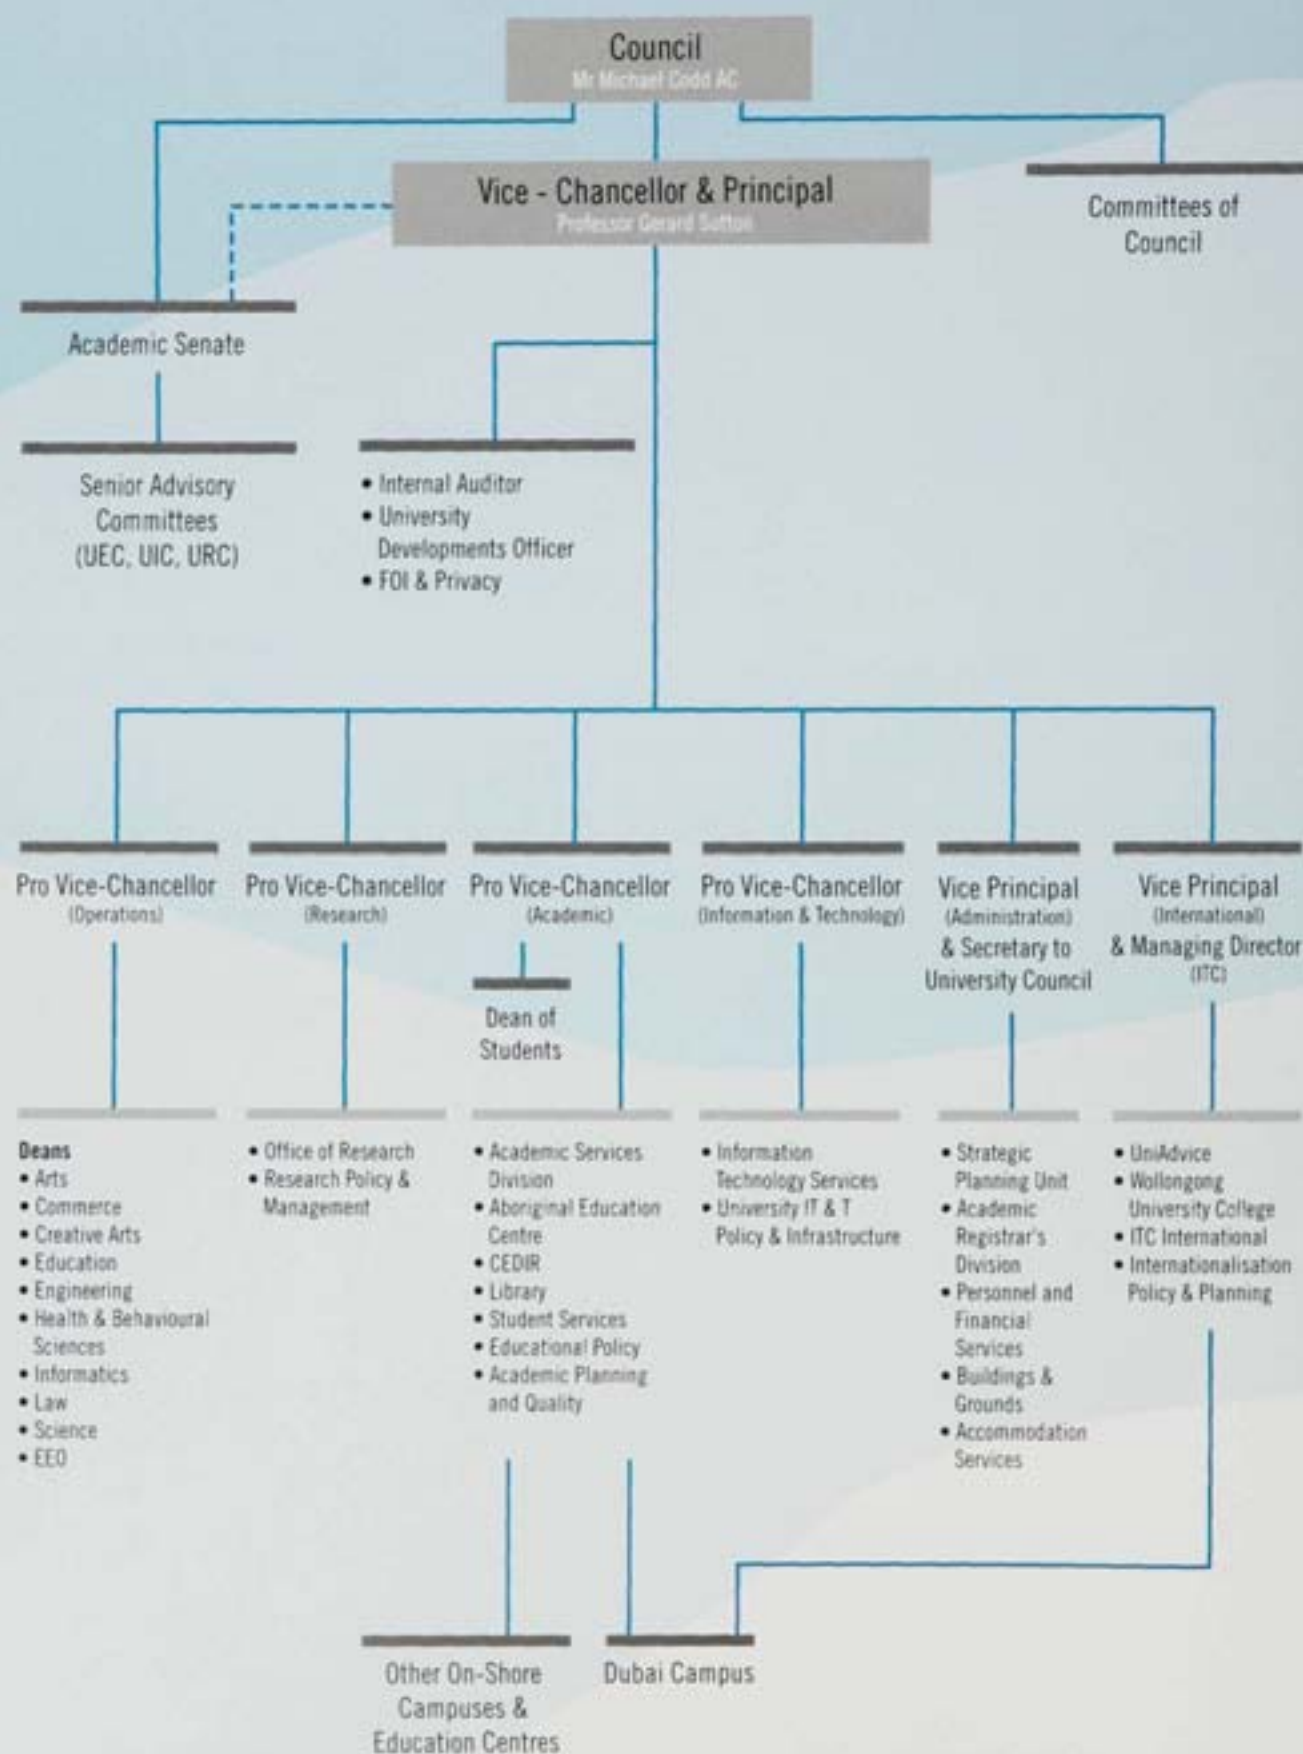 Council
Mr Michael Codd AC
Vice - Chancellor & Principal
Professor Gerard Sutton
Committees of
Council
Academic Senate
Senior Advisory
Committees
(UEC, UIC, URC)
• Internal Auditor
• University
Developments Officer
• FOI & Privacy
Pro Vice-Chancellor
(Operations)
Pro Vice-Chancellor
(Research)
Pro Vice-Chancellor
(Academic)
Pro Vice-Chancellor
(Information & Technology)
Vice Principal
(Administration)
& Secretary to
University Council
Vice Principal
(International)
& Managing Director
(ITC)
Dean of
Students
Deans
• Arts
• Commerce
• Creative Arts
• Education
• Engineering
• Health & Behavioural
Sciences
• Informatics
• Law
• Science
• EEO
• Office of Research
• Research Policy &
Management
• Academic Services
Division
• Aboriginal Education
Centre
• CEDIR
• Library
• Student Services
• Educational Policy
• Academic Planning
and Quality
• Information
Technology Services
• University IT & T
Policy & Infrastructure
• Strategic
Planning Unit
• Academic
Registrar's
Division
• Personnel and
Financial
Services
• Buildings &
Grounds
• Accommodation
Services
• UniAdvice
• Wollongong
University College
• ITC International
• Internationalisation
Policy & Planning
Other On-Shore
Campuses &
Education Centres
Dubai Campus